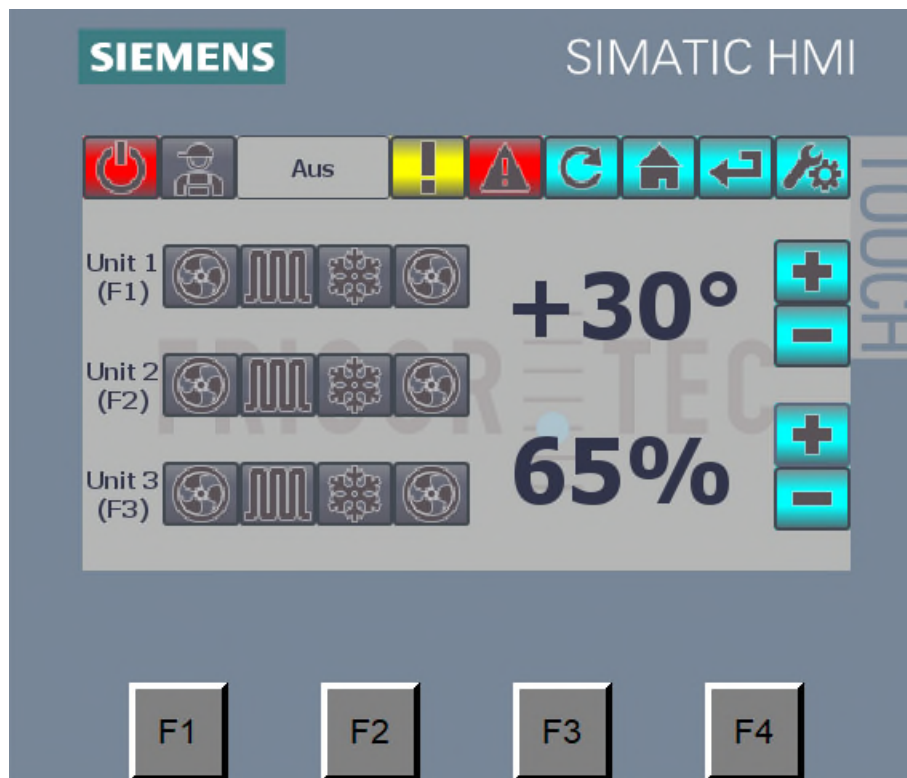 SIEMENS
SIMATIC HMI
TOUCH
Aus
Unit 1
(F1)
+30°
Unit 2
(F2)
FRIGOR TEC
65%
Unit 3
(F3)
F1
F2
F3
F4